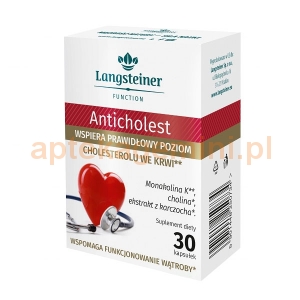 Langsteiner
FUNCTION
Anticholest
WSPIERA PRAWIDŁOWY POZIOM
CHOLESTEROLU WE KRWI**
Monakolina K**,
cholina*,
ekstrakt z karczocha*.
Suplement diety
30
kapsułek
WSPOMAGA FUNKCJONOWANIE WĄTROBY*